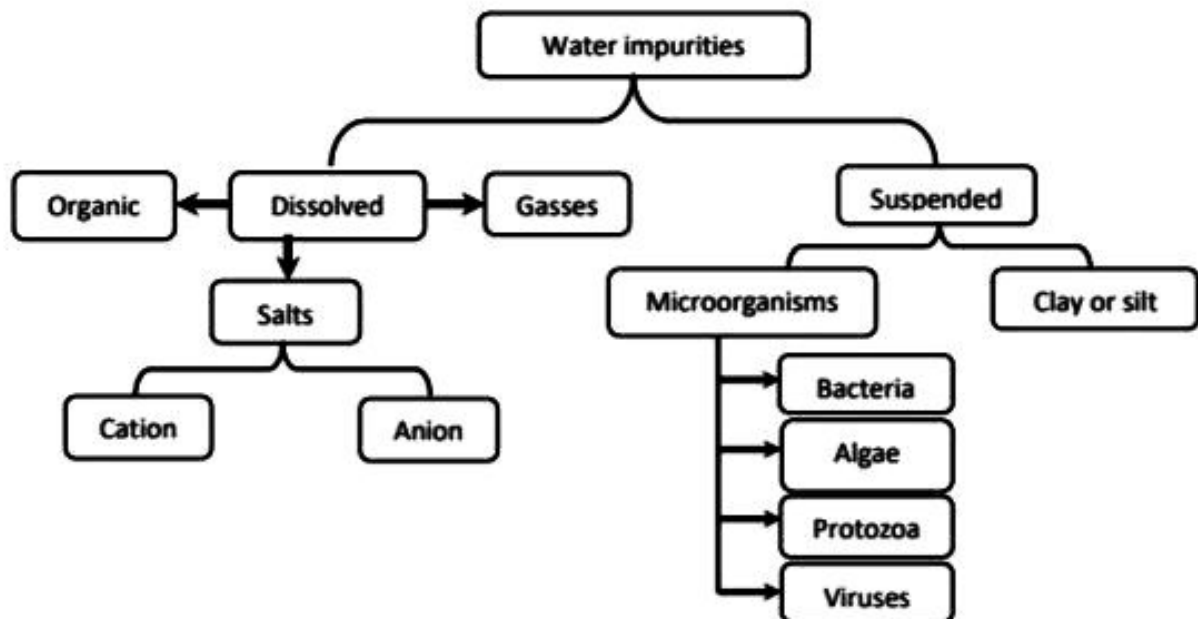 Water impurities
Organic
Dissolved
Gasses
Suspended
Salts
Microorganisms
Clay or silt
Cation
Anion
Bacteria
Algae
Protozoa
Viruses